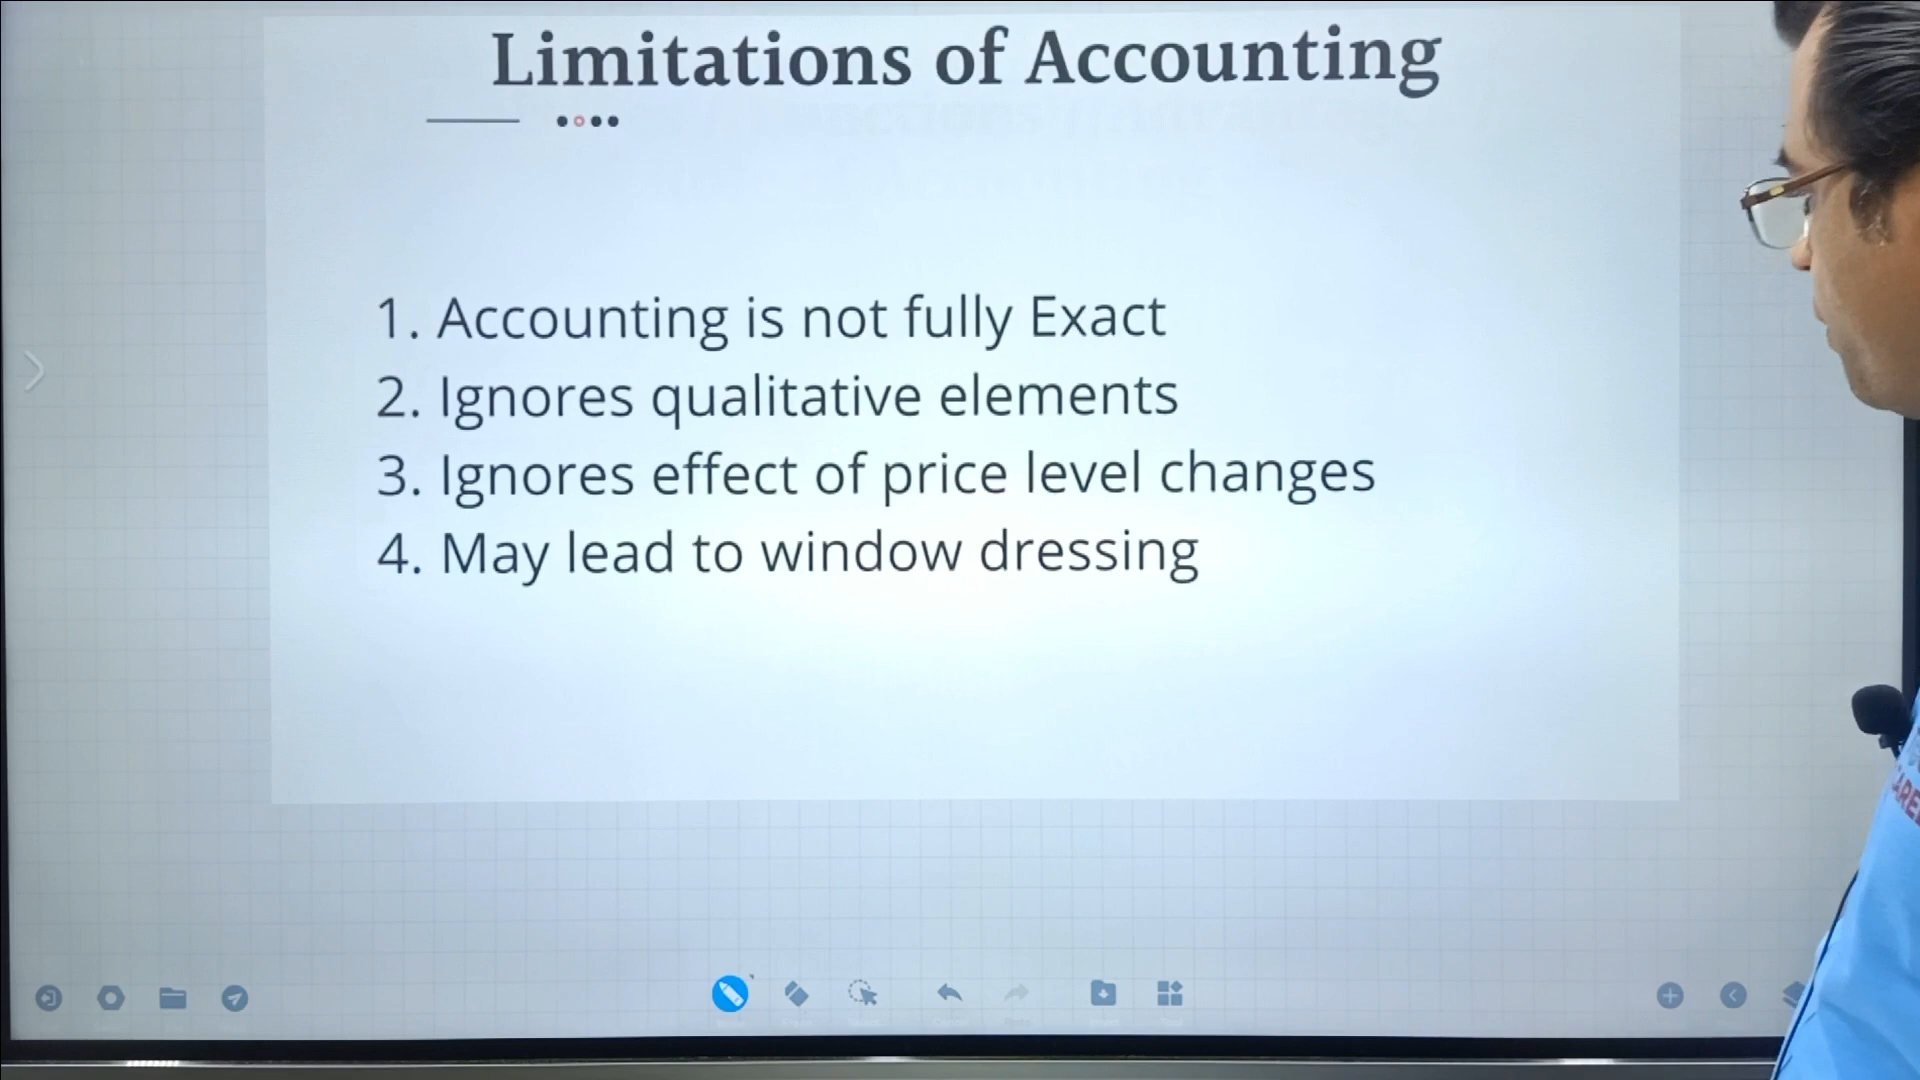 Limitations of Accounting
1. Accounting is not fully Exact
2. Ignores qualitative elements
3. Ignores effect of price level changes
4. May lead to window dressing